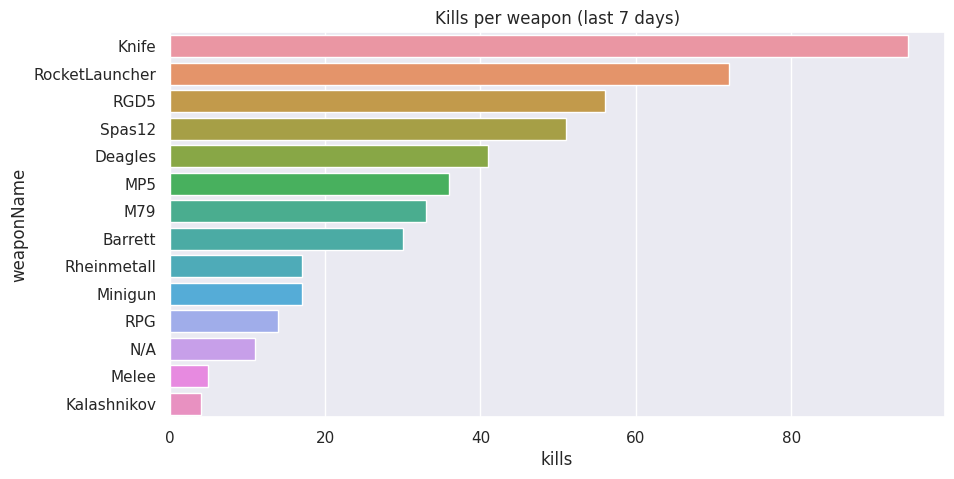 Kills per weapon (last 7 days)
weaponName
Knife
RocketLauncher
RGD5
Spas12
Deagles
MP5
M79
Barrett
Rheinmetall
Minigun
RPG
N/A
Melee
Kalashnikov
0 20 40 60 80
kills